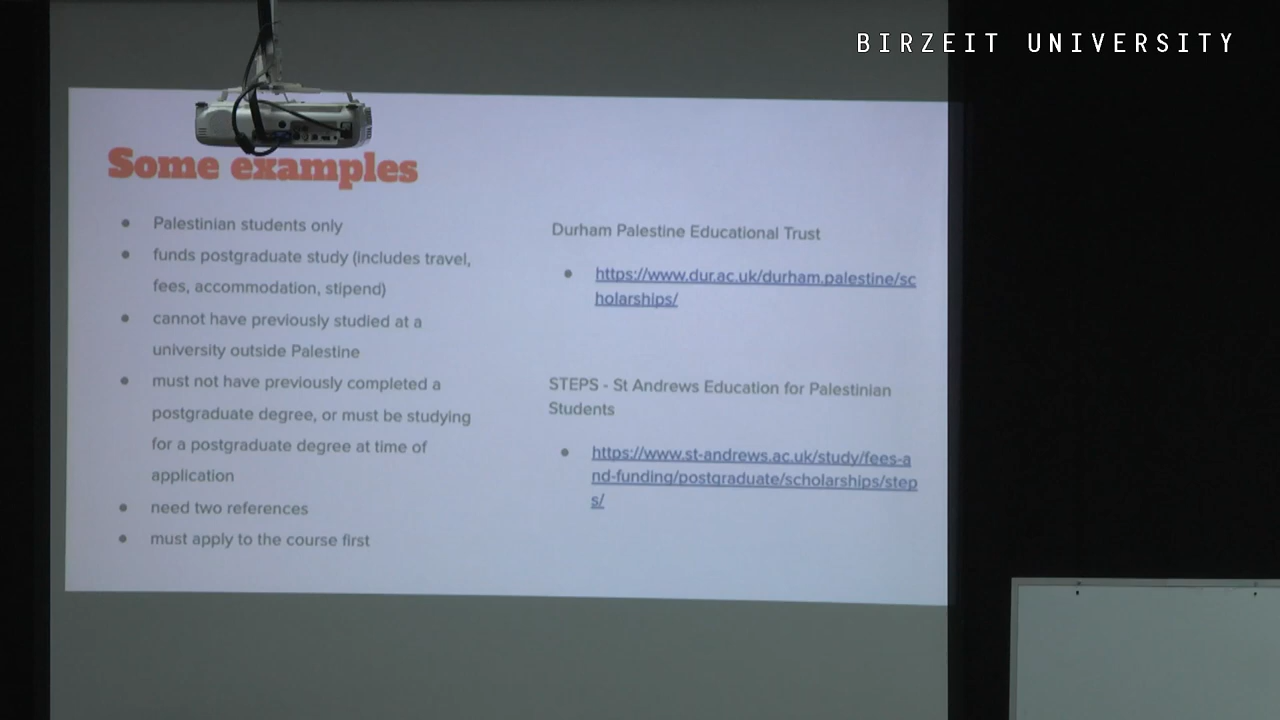 BIRZEIT UNIVERSITY
Some examples
● Palestinian students only
● funds postgraduate study (includes travel,
fees, accommodation, stipend)
● cannot have previously studied at a
university outside Palestine
● must not have previously completed a
postgraduate degree, or must be studying
for a postgraduate degree at time of
application
● need two references
● must apply to the course first
Durham Palestine Educational Trust
● https://www.dur.ac.uk/durham.palestine/sc
holarships/
STEPS - St Andrews Education for Palestinian
Students
● https://www.st-andrews.ac.uk/study/fees-a
nd-funding/postgraduate/scholarships/step
s/